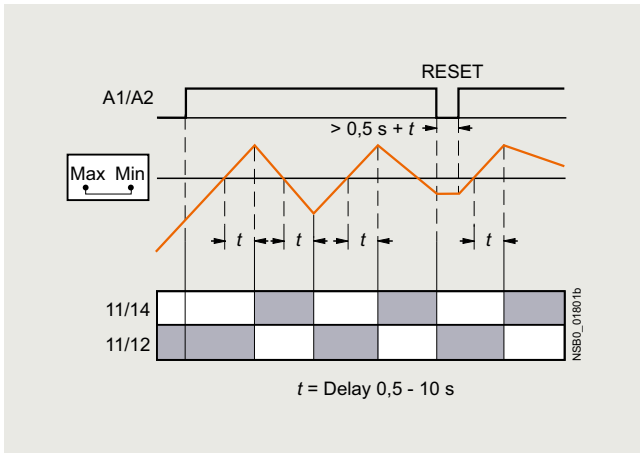 RESET
A1/A2
> 0,5 s + t
Max Min
t t t t
11/14
11/12
NSB0_01801b
t = Delay 0,5 - 10 s